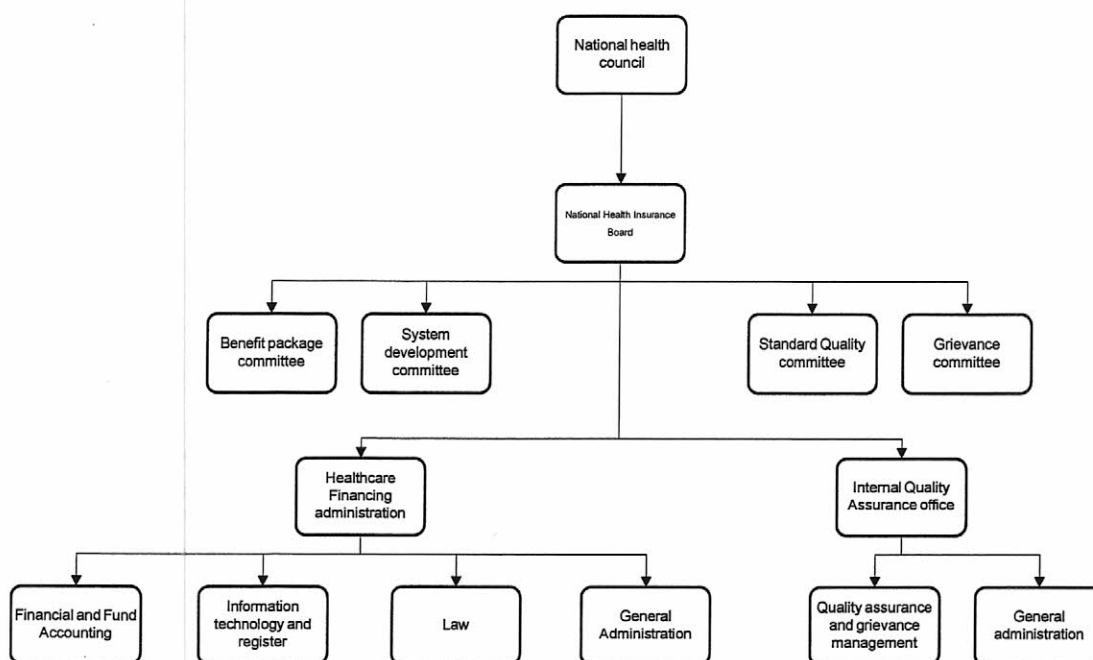 National health
council
National Health Insurance
Board
Benefit package
committee
System
development
committee
Standard Quality
committee
Grievance
committee
Healthcare
Financing
administration
Internal Quality
Assurance office
Financial and Fund
Accounting
Information
technology and
register
Law
General
Administration
Quality assurance
and grievance
management
General
administration